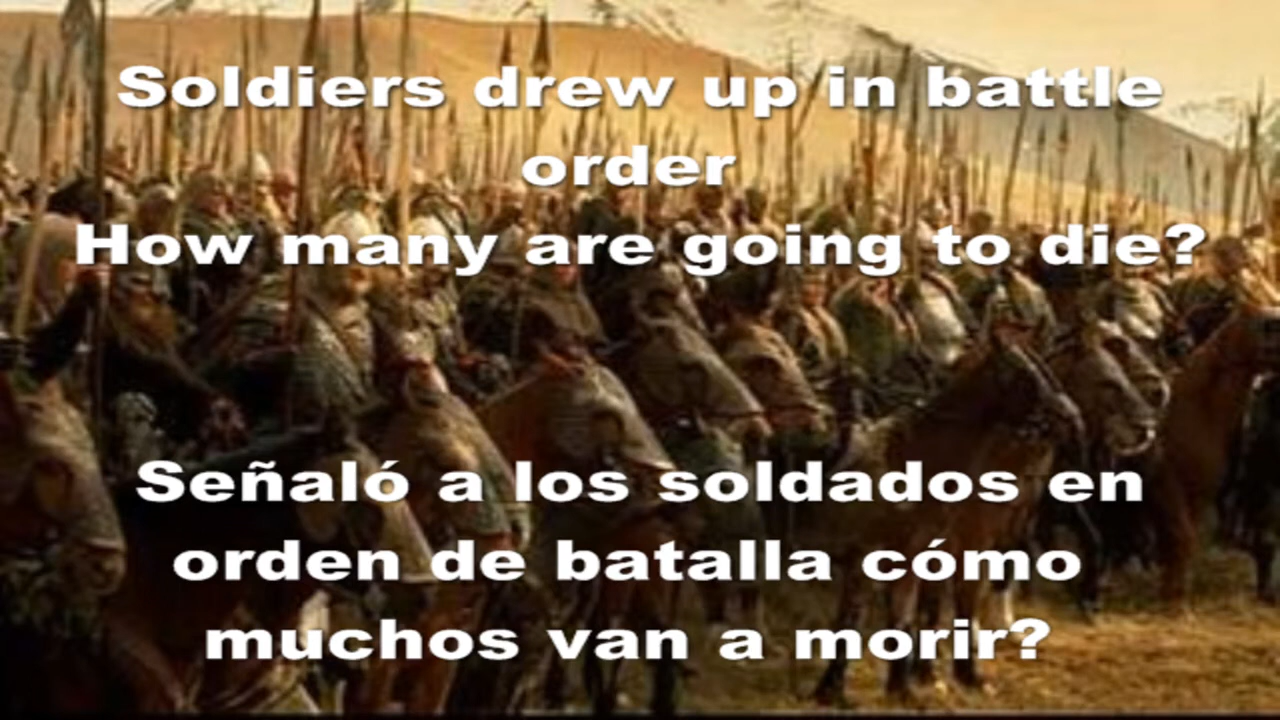 Soldiers drew up in battle
order
How many are going to die?
Señaló a los soldados en
orden de batalla cómo
muchos van a morir?